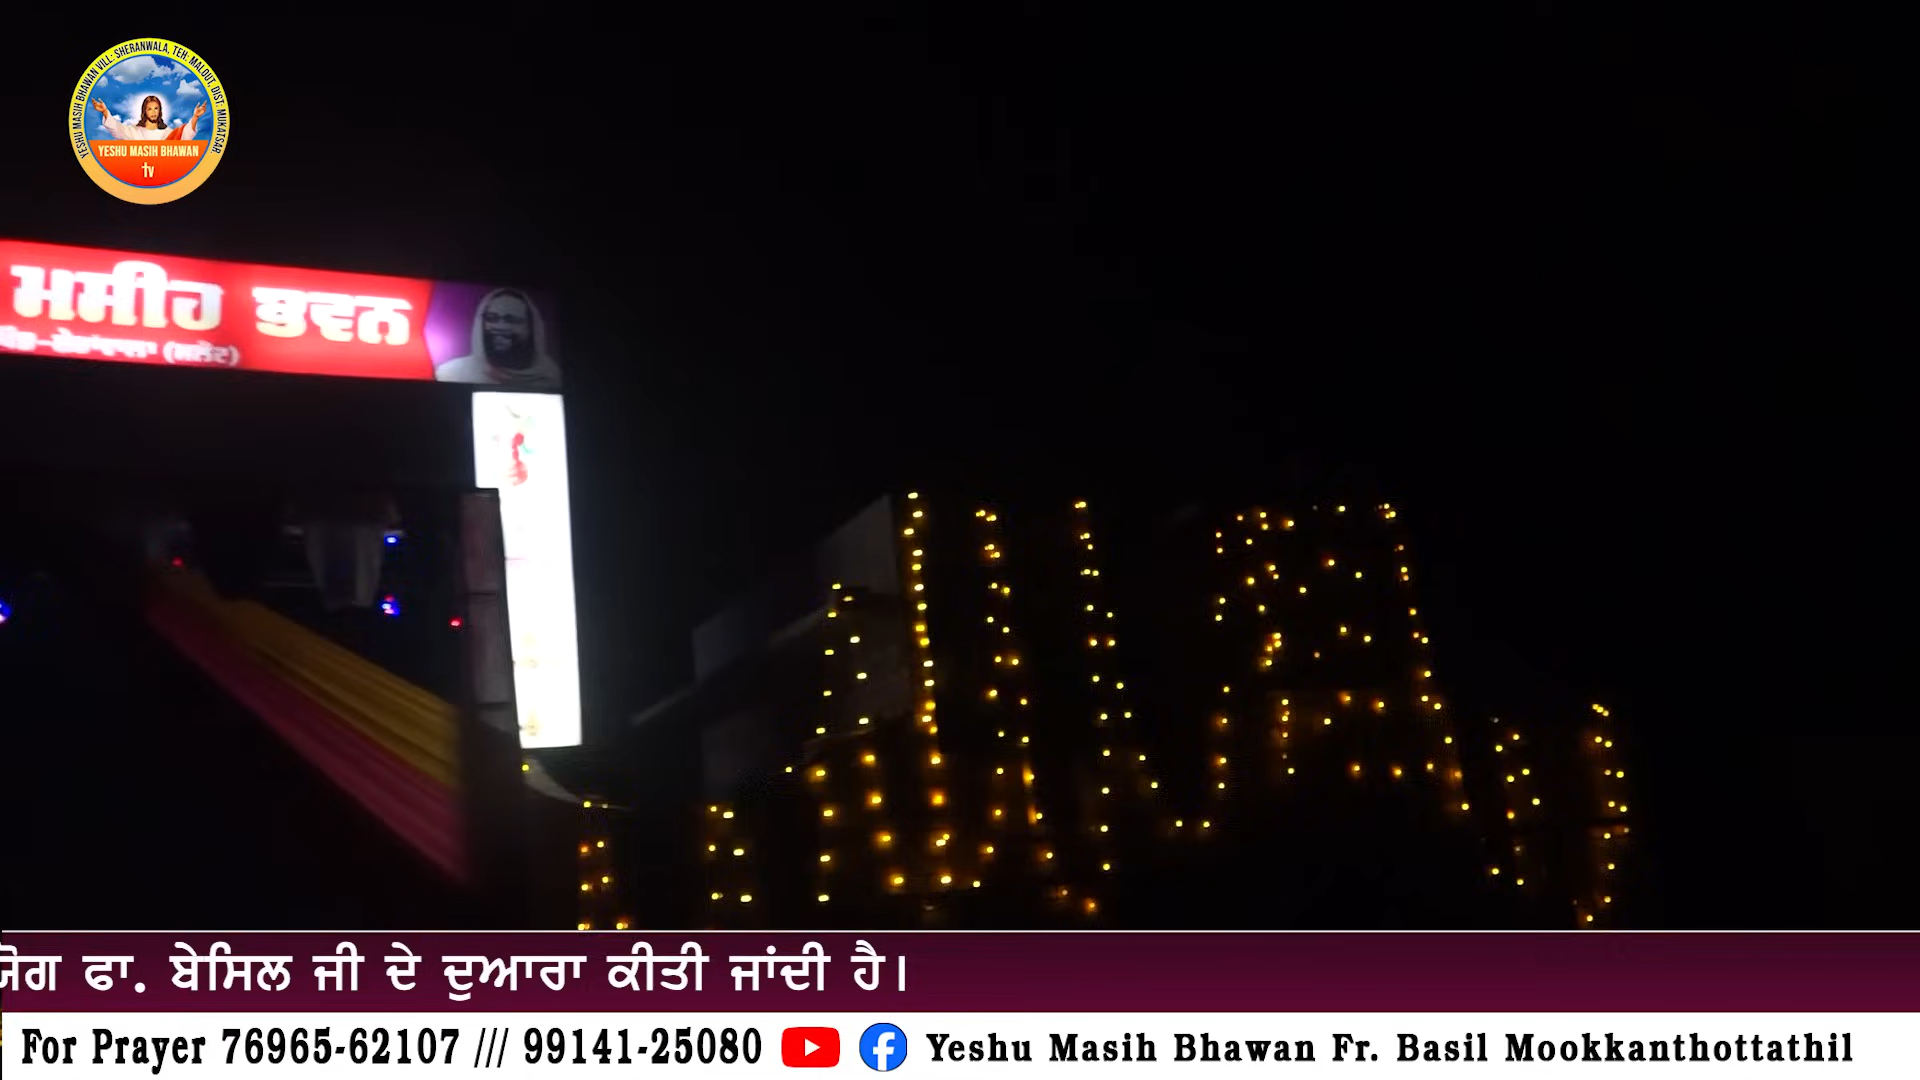 YESHU MASIH BHAWAN VILL: SHERANWALA, TEH: MALOUT, DIST: MUKATSAR.
YESHU MASIH BHAWAN
tv
ਮਸੀਹ ਭਵਨ
(ਮਲੋਟ)
ਯੋਗ ਫਾ. ਬੇਸਿਲ ਜੀ ਦੇ ਦੁਆਰਾ ਕੀਤੀ ਜਾਂਦੀ ਹੈ।
For Prayer 76965-62107 /// 99141-25080 Yeshu Masih Bhawan Fr. Basil Mookkanthottathil